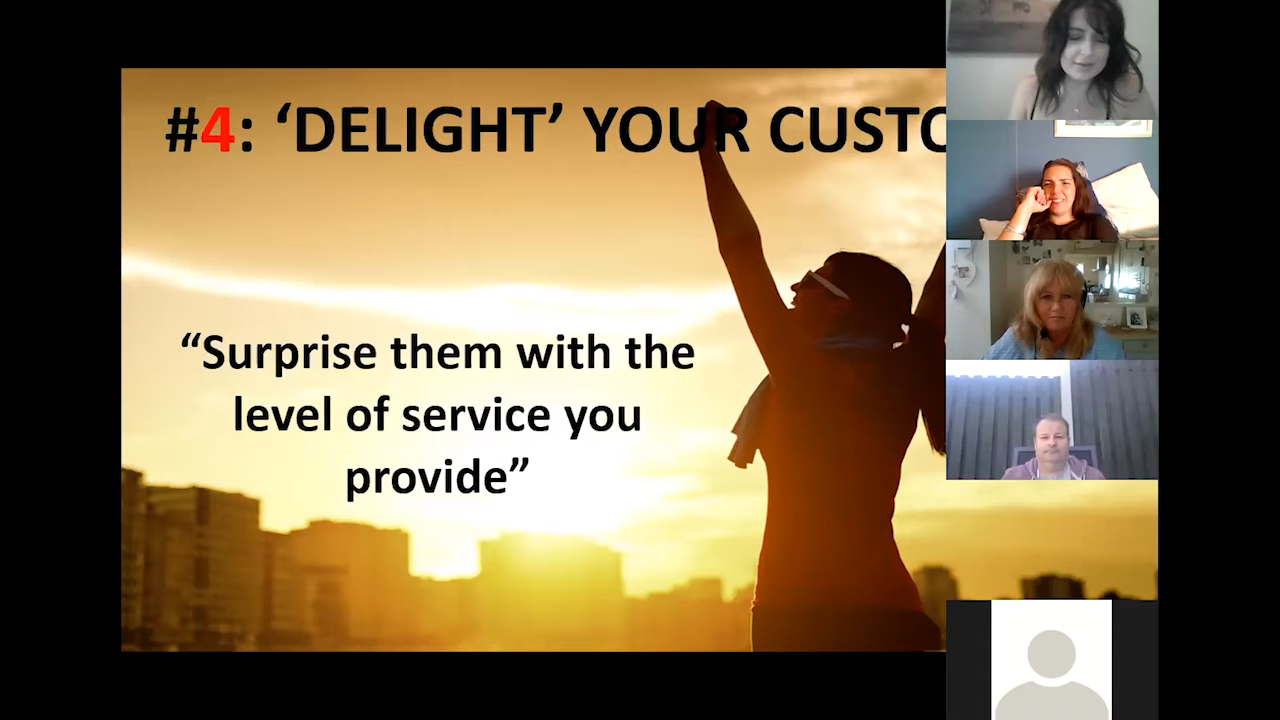 #4: ‘DELIGHT’ YOUR CUSTO
“Surprise them with the
level of service you
provide”